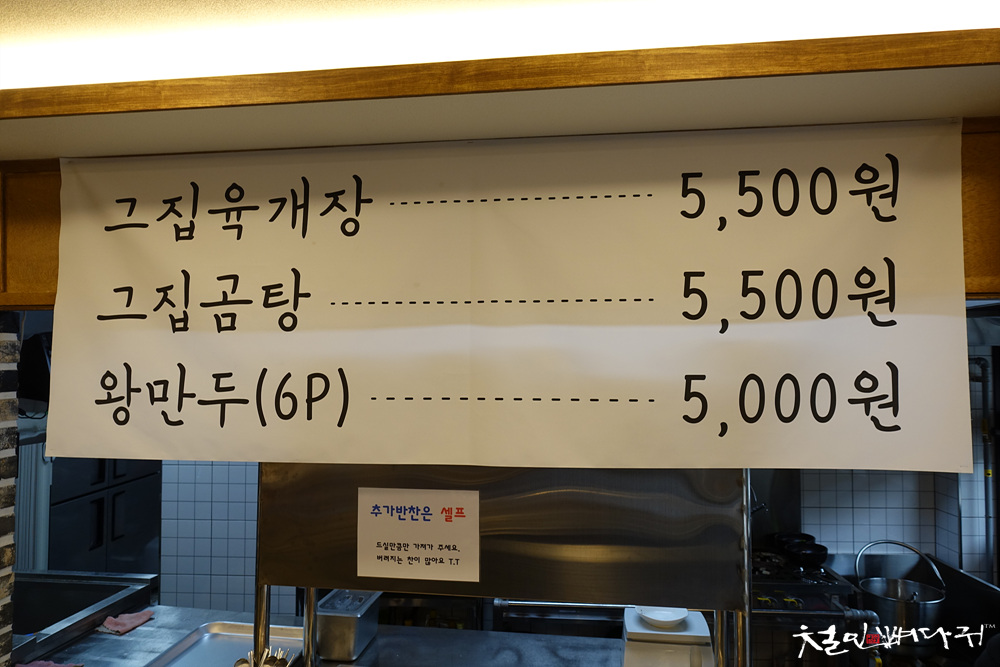 그집육개장 ---------- 5,500원
그집곰탕 ---------- 5,500원
왕만두(6P) ---------- 5,000원
추가반찬은 셀프
드실만큼만 가져가 주세요.
버려지는 찬이 많아요 T.T